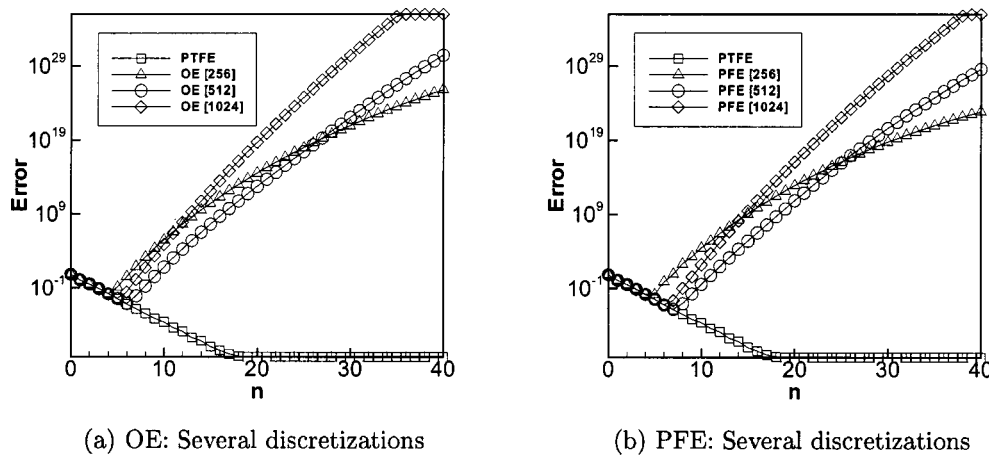 PTFE
OE [256]
OE [512]
OE [1024]
10^29
10^19
10^9
10^-1
Error
0
10
20
30
40
n
(a) OE: Several discretizations
PTFE
PFE [256]
PFE [512]
PFE [1024]
10^29
10^19
10^9
10^-1
Error
0
10
20
30
40
n
(b) PFE: Several discretizations